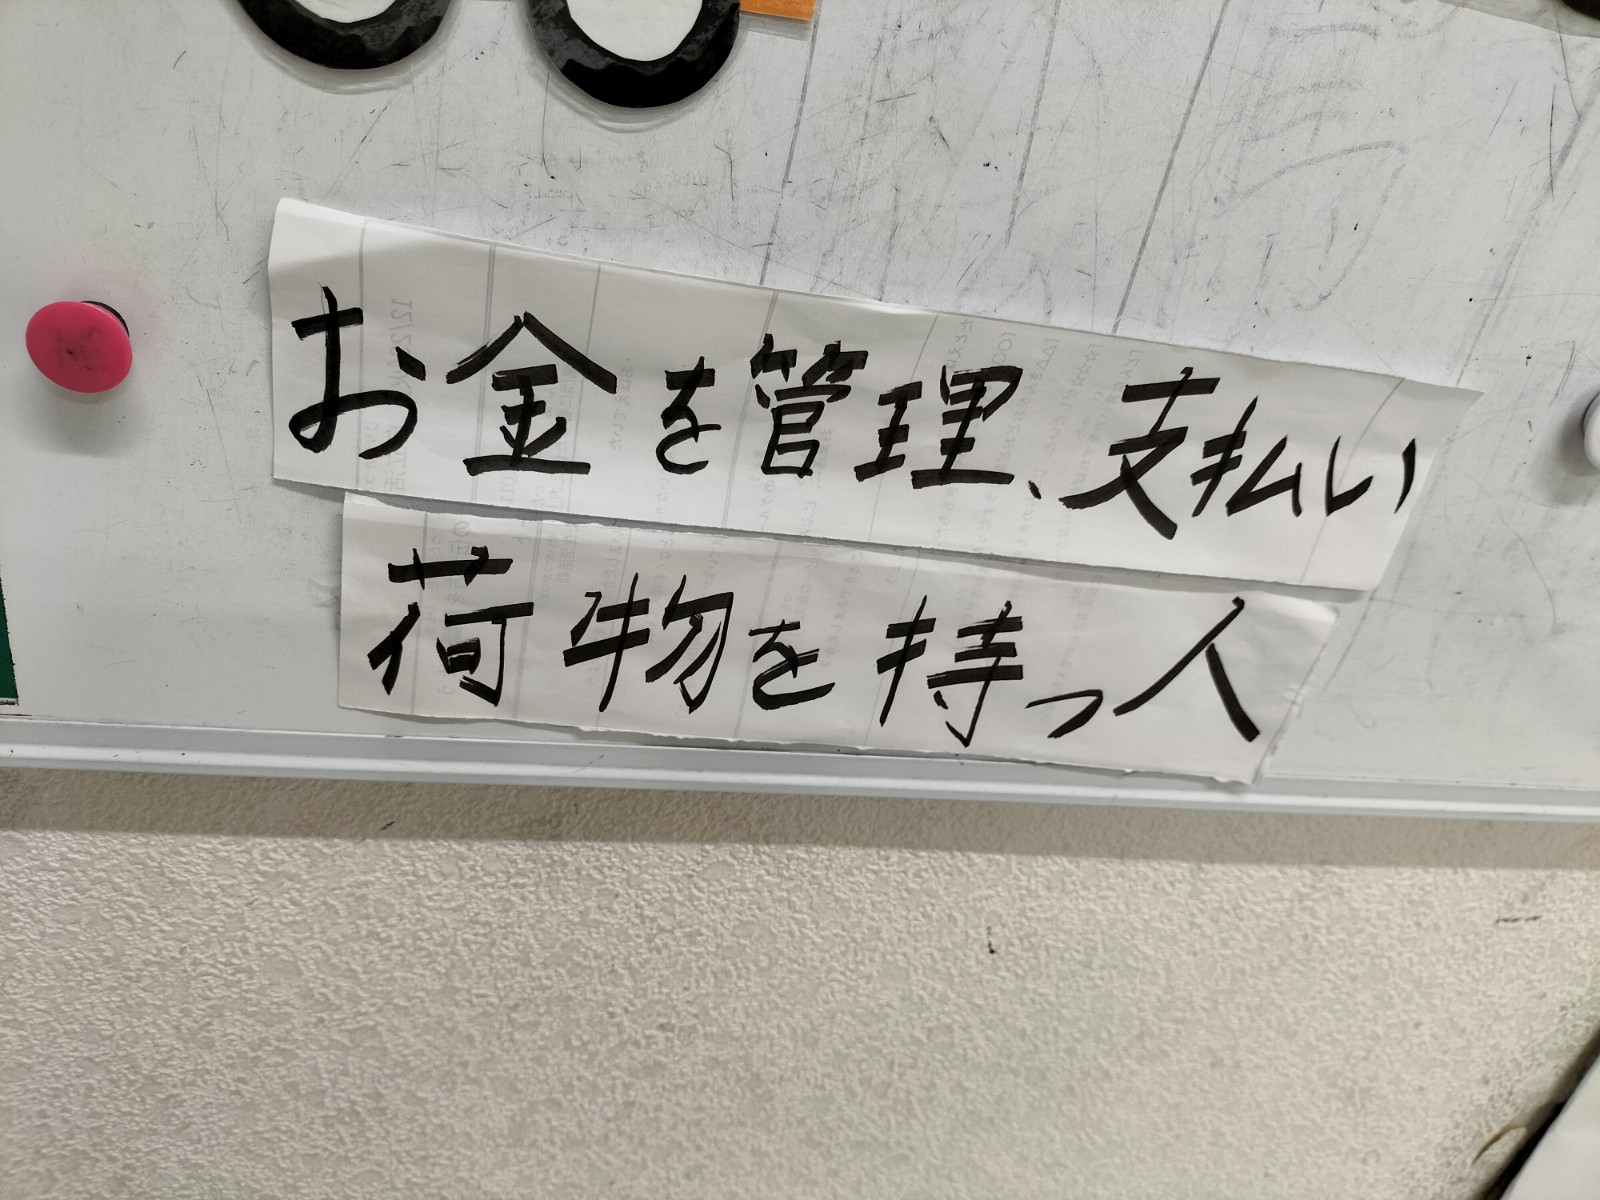 お金を管理、支払い
荷物を持つ人